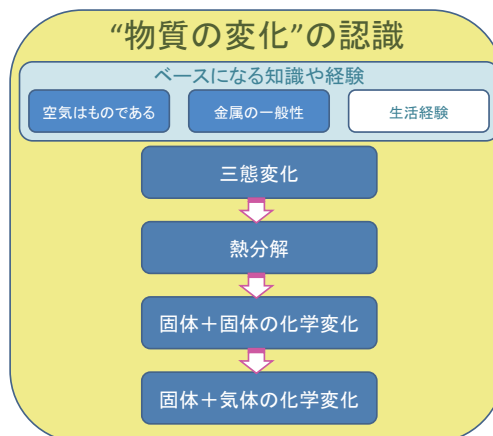 “物質の変化”の認識
ベースになる知識や経験
空気はものである
金属の一般性
生活経験
三態変化
熱分解
固体＋固体の化学変化
固体＋気体の化学変化